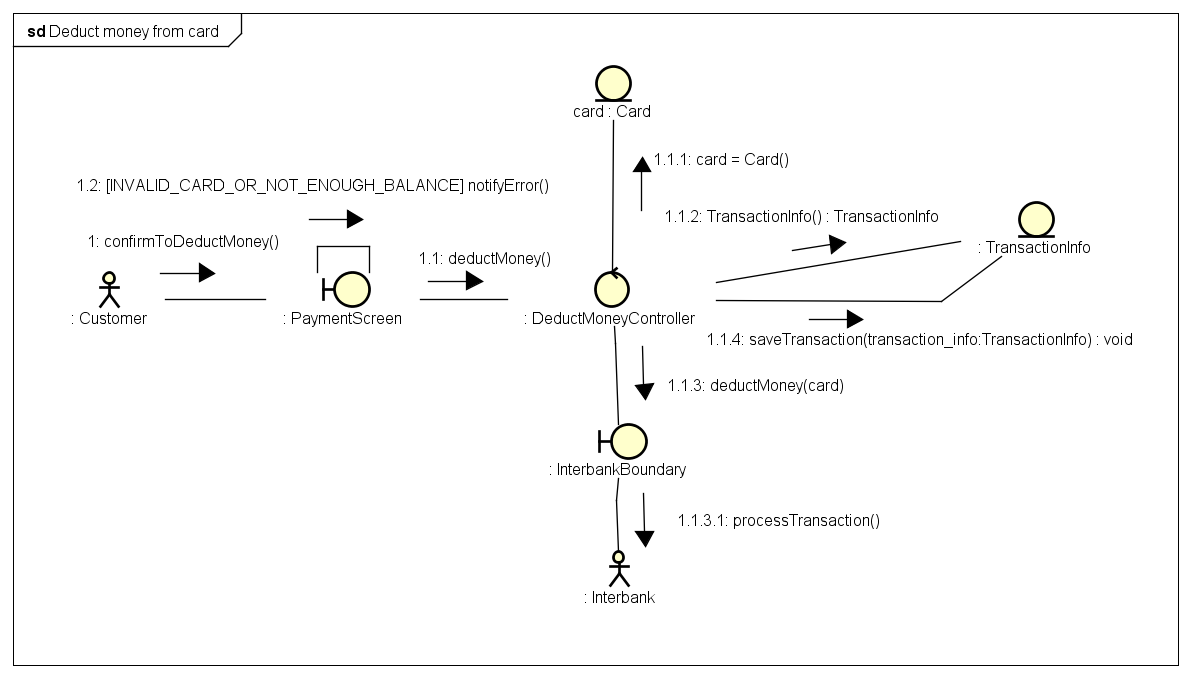 sd Deduct money from card
card : Card
1.1.1: card = Card()
1.2: [INVALID_CARD_OR_NOT_ENOUGH_BALANCE] notifyError()
1.1.2: TransactionInfo() : TransactionInfo
1: confirmToDeductMoney()
: TransactionInfo
1.1: deductMoney()
: Customer
: PaymentScreen
: DeductMoneyController
1.1.4: saveTransaction(transaction_info:TransactionInfo) : void
1.1.3: deductMoney(card)
: InterbankBoundary
1.1.3.1: processTransaction()
: Interbank